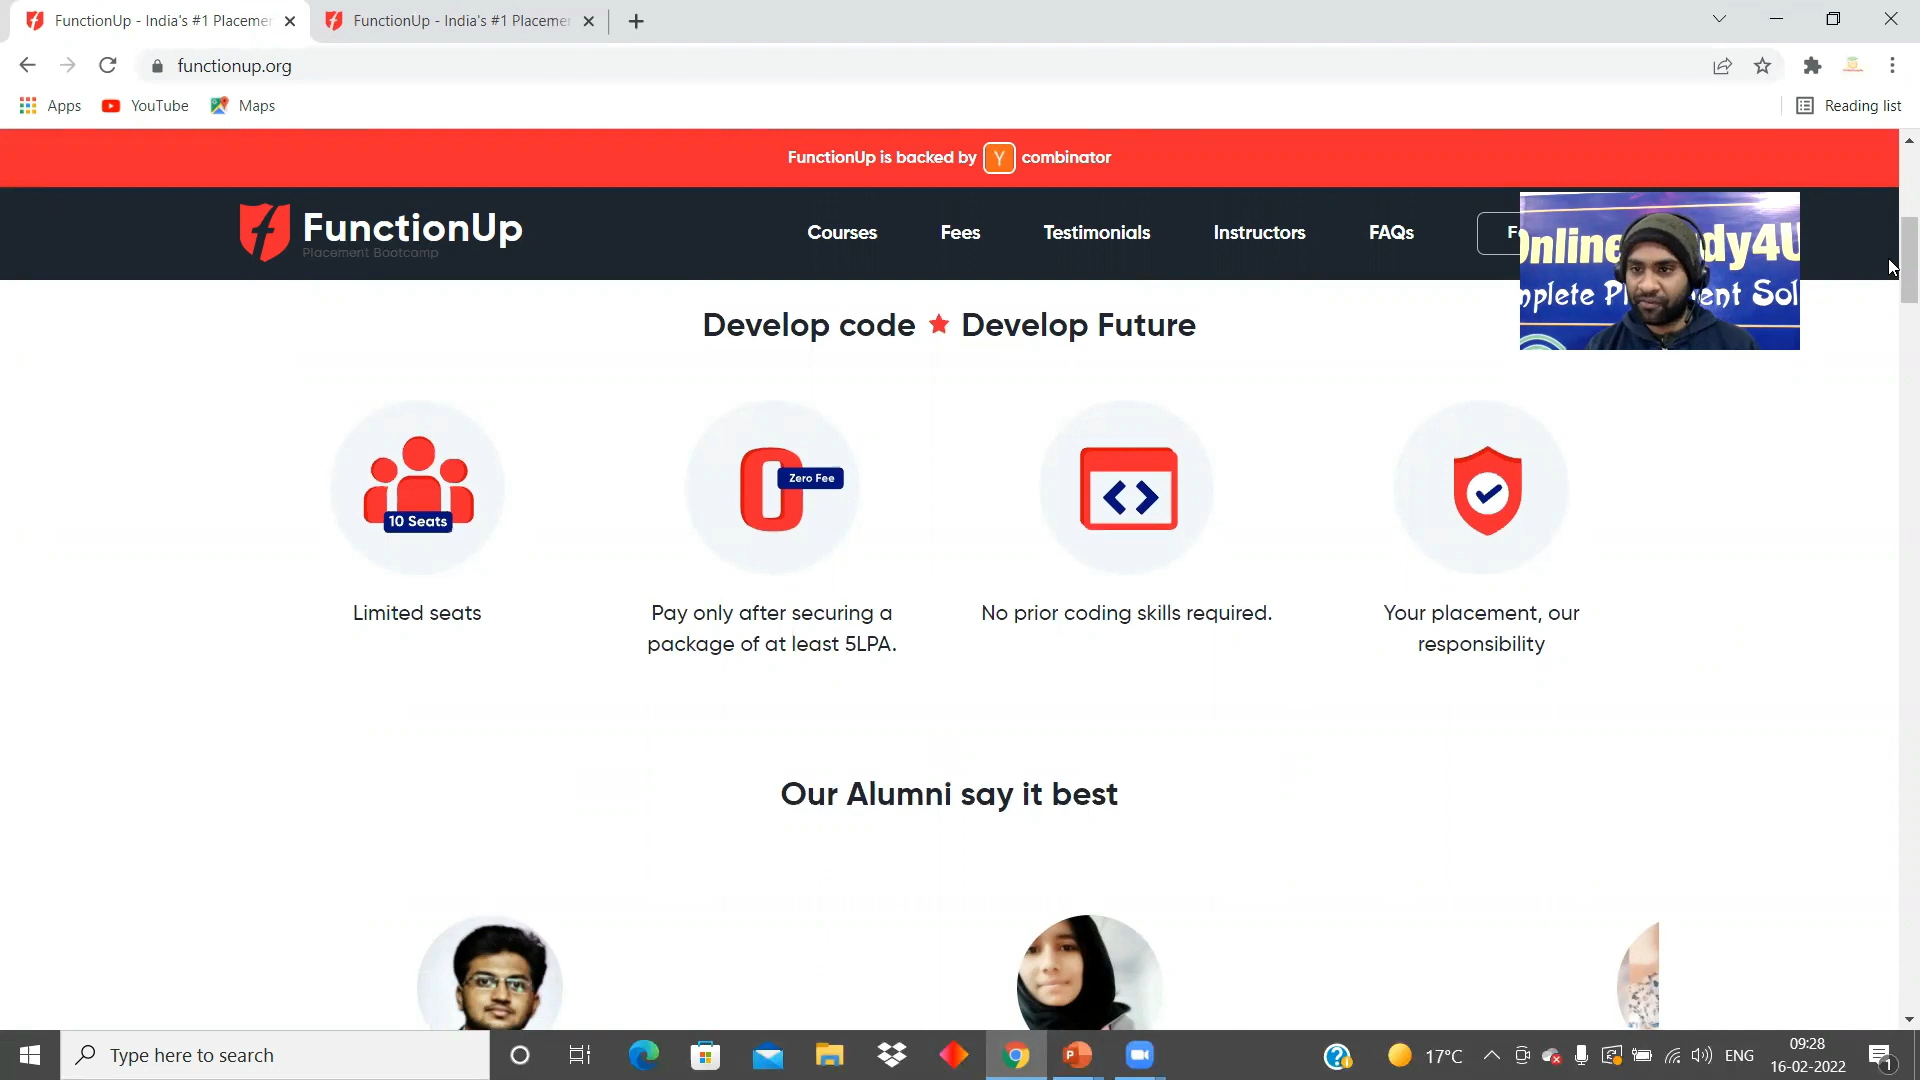 FunctionUp - India's #1 Placemer
FunctionUp - India's #1 Placemer
functionup.org
Apps
YouTube
Maps
Reading list
FunctionUp is backed by Y combinator
FunctionUp
Placement Bootcamp
Courses
Fees
Testimonials
Instructors
FAQs
Develop code ★ Develop Future
10 Seats
Zero Fee
Limited seats
Pay only after securing a
package of at least 5LPA.
No prior coding skills required.
Your placement, our
responsibility
Our Alumni say it best
Type here to search
17°C
ENG
09:28
16-02-2022
1